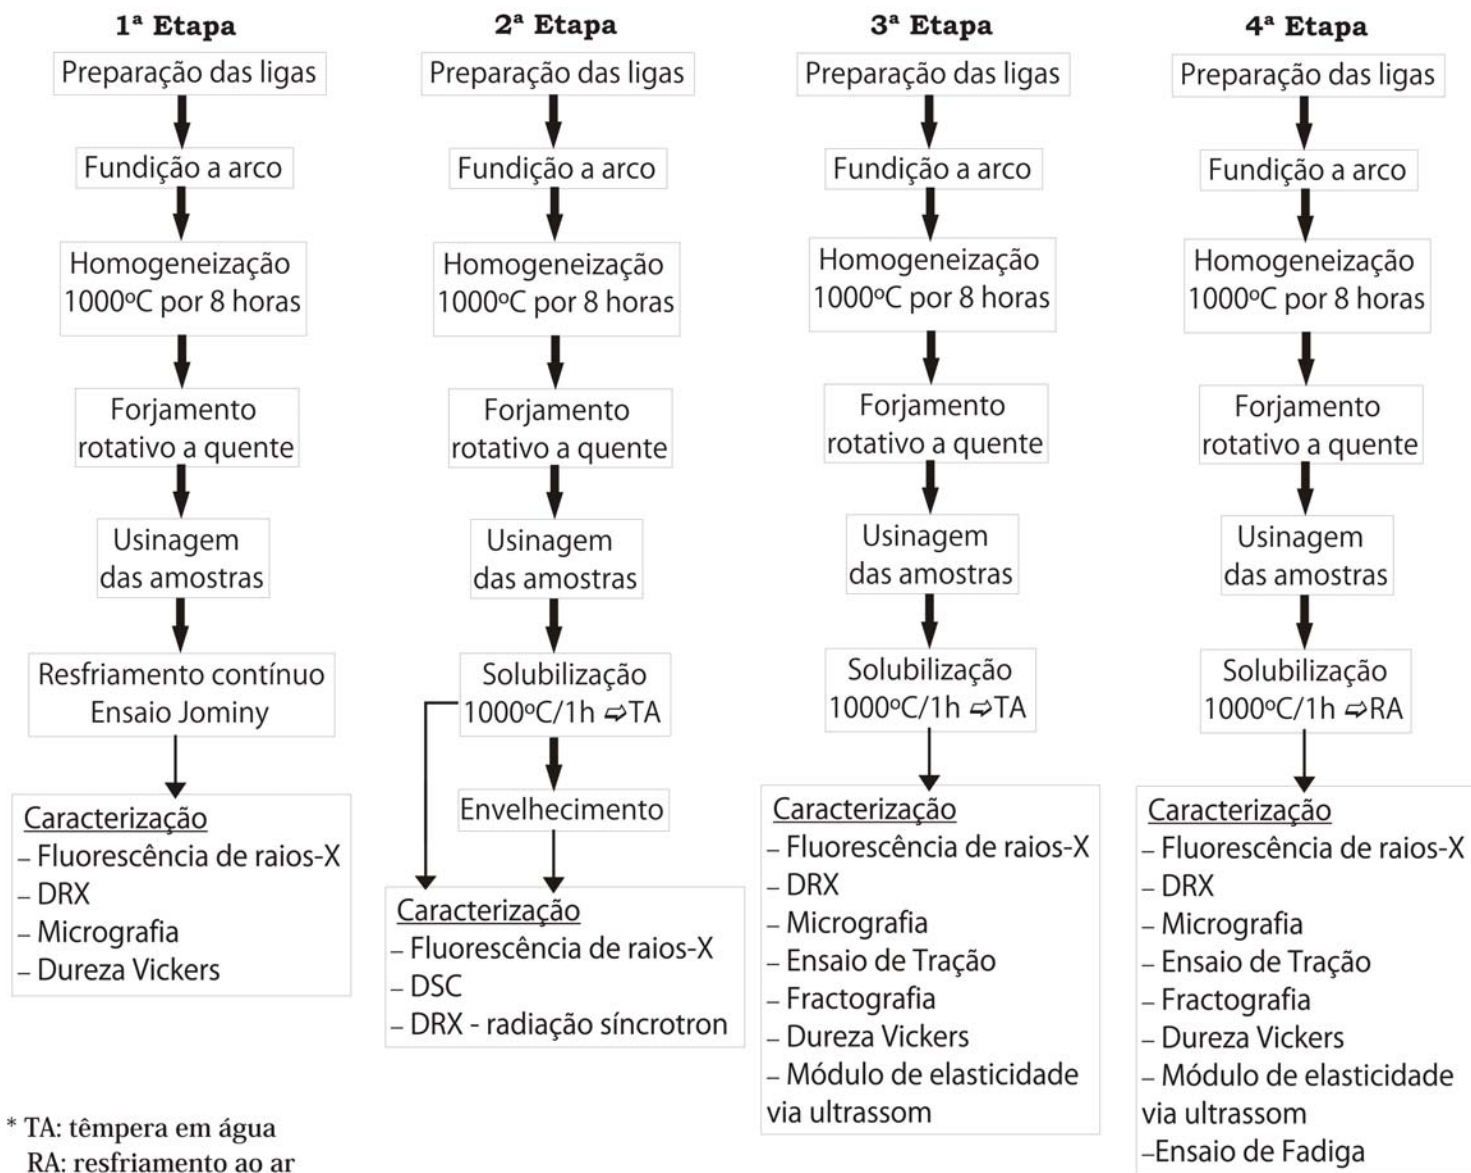 1ª Etapa
Preparação das ligas
Fundição a arco
Homogeneização
1000ºC por 8 horas
Forjamento
rotativo a quente
Usinagem
das amostras
Resfriamento contínuo
Ensaio Jominy
Caracterização
– Fluorescência de raios-X
– DRX
– Micrografia
– Dureza Vickers
2ª Etapa
Preparação das ligas
Fundição a arco
Homogeneização
1000ºC por 8 horas
Forjamento
rotativo a quente
Usinagem
das amostras
Solubilização
1000ºC/1h ⇨TA
Envelhecimento
Caracterização
– Fluorescência de raios-X
– DSC
– DRX - radiação síncrotron
3ª Etapa
Preparação das ligas
Fundição a arco
Homogeneização
1000ºC por 8 horas
Forjamento
rotativo a quente
Usinagem
das amostras
Solubilização
1000ºC/1h ⇨TA
Caracterização
– Fluorescência de raios-X
– DRX
– Micrografia
– Ensaio de Tração
– Fractografia
– Dureza Vickers
– Módulo de elasticidade
via ultrassom
4ª Etapa
Preparação das ligas
Fundição a arco
Homogeneização
1000ºC por 8 horas
Forjamento
rotativo a quente
Usinagem
das amostras
Solubilização
1000ºC/1h ⇨RA
Caracterização
– Fluorescência de raios-X
– DRX
– Micrografia
– Ensaio de Tração
– Fractografia
– Dureza Vickers
– Módulo de elasticidade
via ultrassom
–Ensaio de Fadiga
* TA: têmpera em água
RA: resfriamento ao ar